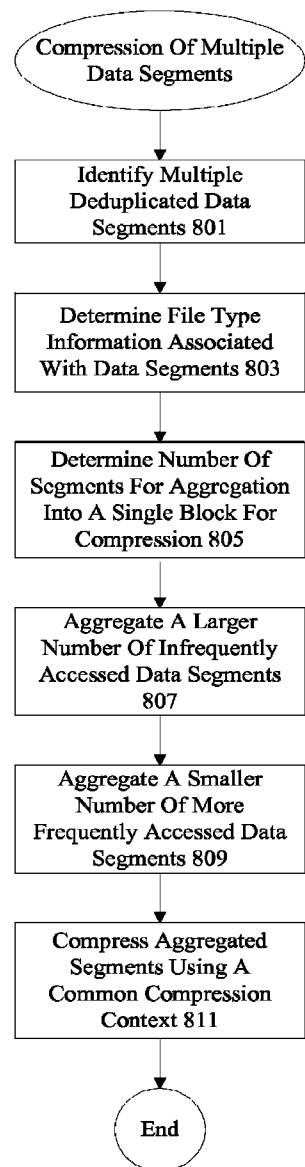 Compression Of Multiple
Data Segments
Identify Multiple
Deduplicated Data
Segments 801
Determine File Type
Information Associated
With Data Segments 803
Determine Number Of
Segments For Aggregation
Into A Single Block For
Compression 805
Aggregate A Larger
Number Of Infrequently
Accessed Data Segments
807
Aggregate A Smaller
Number Of More
Frequently Accessed Data
Segments 809
Compress Aggregated
Segments Using A
Common Compression
Context 811
End